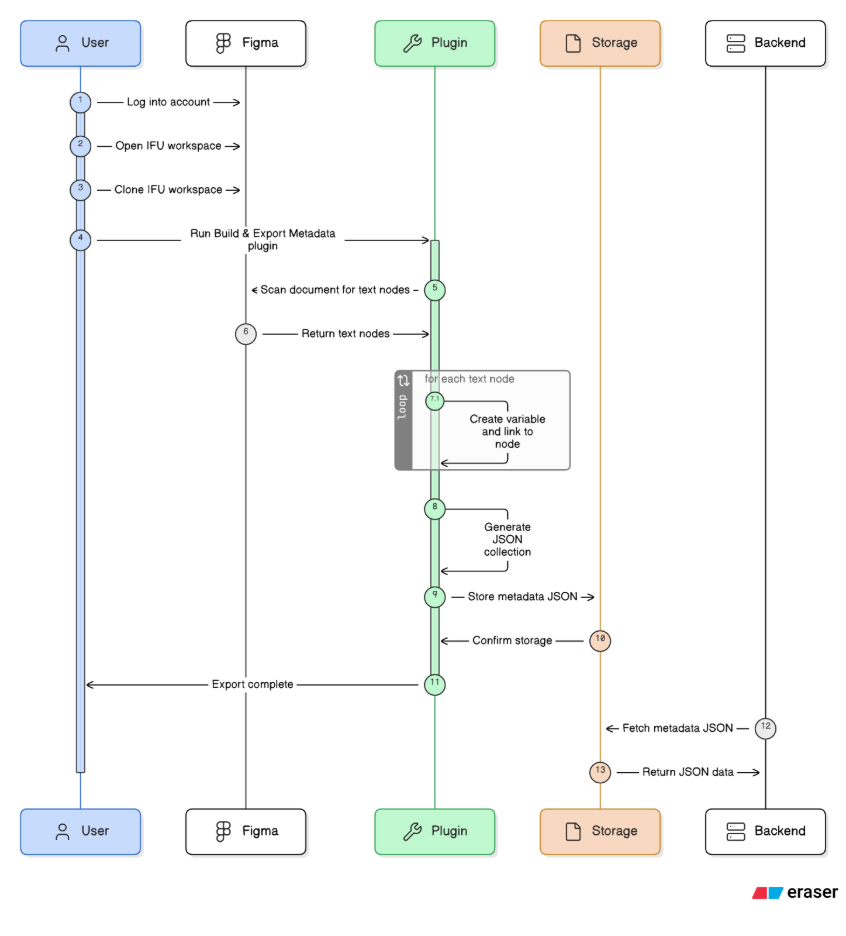 User
Figma
Plugin
Storage
Backend
1
Log into account
2
Open IFU workspace
3
Clone IFU workspace
4
Run Build & Export Metadata
plugin
Scan document for text nodes
5
6
Return text nodes
loop
for each text node
7.1
Create variable
and link to
node
8
Generate
JSON
collection
9
Store metadata JSON
Confirm storage
10
Export complete
11
Fetch metadata JSON
12
13
Return JSON data
User
Figma
Plugin
Storage
Backend
eraser